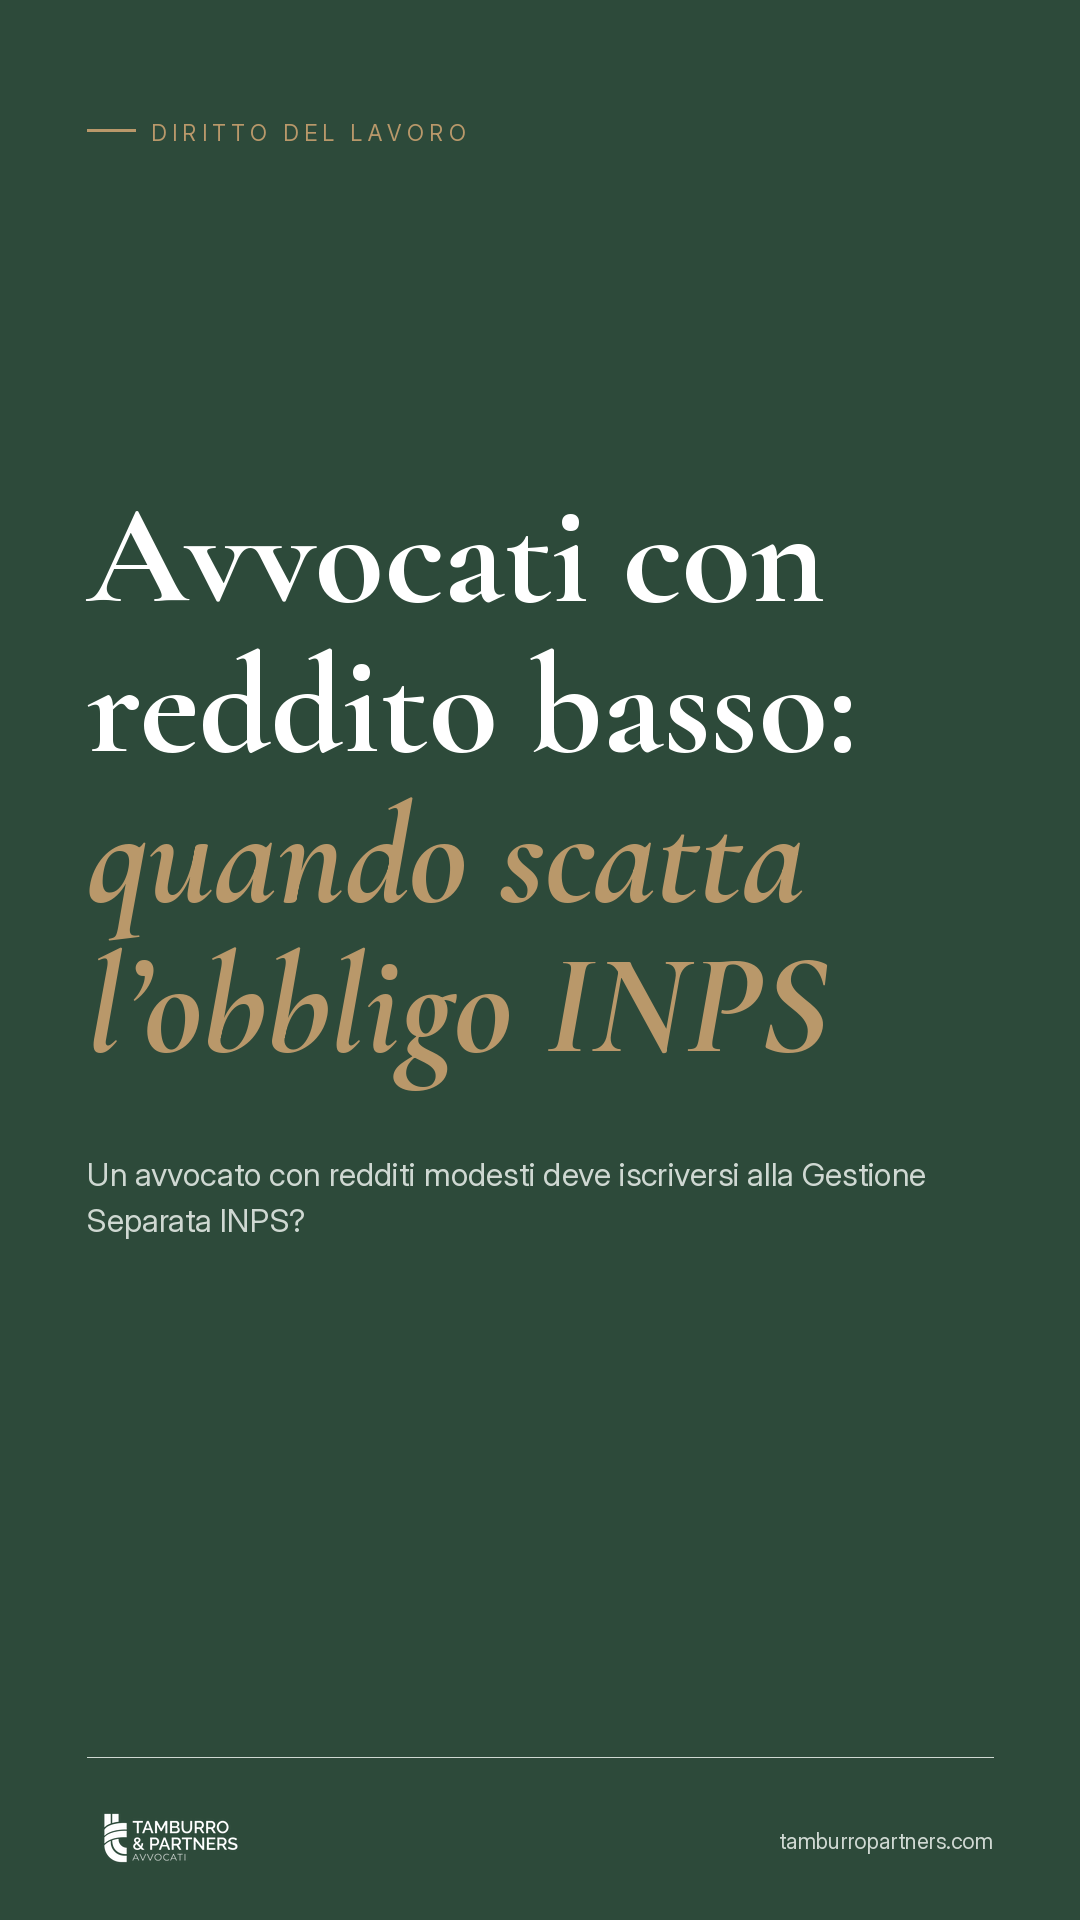 DIRITTO DEL LAVORO
Avvocati con
reddito basso:
quando scatta
l’obbligo INPS
Un avvocato con redditi modesti deve iscriversi alla Gestione
Separata INPS?
TAMBURRO
& PARTNERS
AVVOCATI
tamburropartners.com